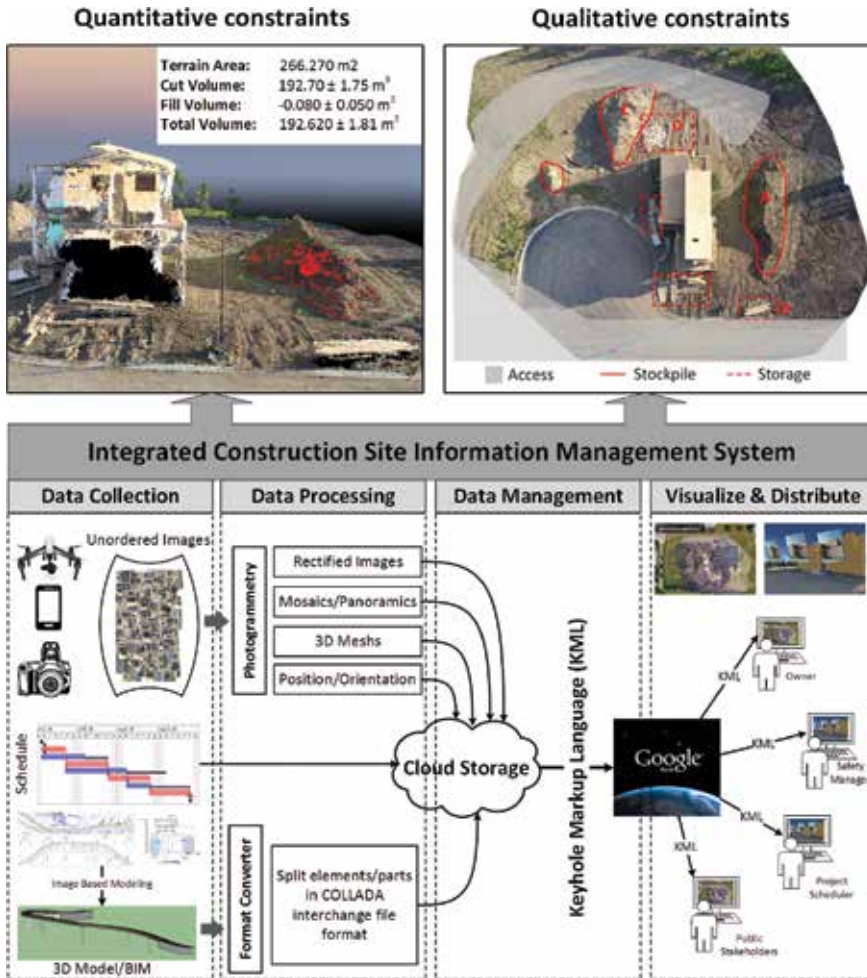 Quantitative constraints
Qualitative constraints
Terrain Area: 266.270 m2
Cut Volume: 192.70 ± 1.75 m³
Fill Volume: -0.080 ± 0.050 m³
Total Volume: 192.620 ± 1.81 m³
Access
Stockpile
Storage
Integrated Construction Site Information Management System
Data Collection
Data Processing
Data Management
Visualize & Distribute
Unordered Images
Photogrammetry
Rectified Images
Mosaics/Panoramics
3D Meshs
Position/Orientation
Schedule
Cloud Storage
Keyhole Markup Language (KML)
Google
KML
Owner
KML
Safety
Manage
KML
Project
Scheduler
KML
Public
Stakeholders
Image Based Modeling
3D Model/BIM
Format Converter
Split elements/parts
in COLLADA
interchange file
format